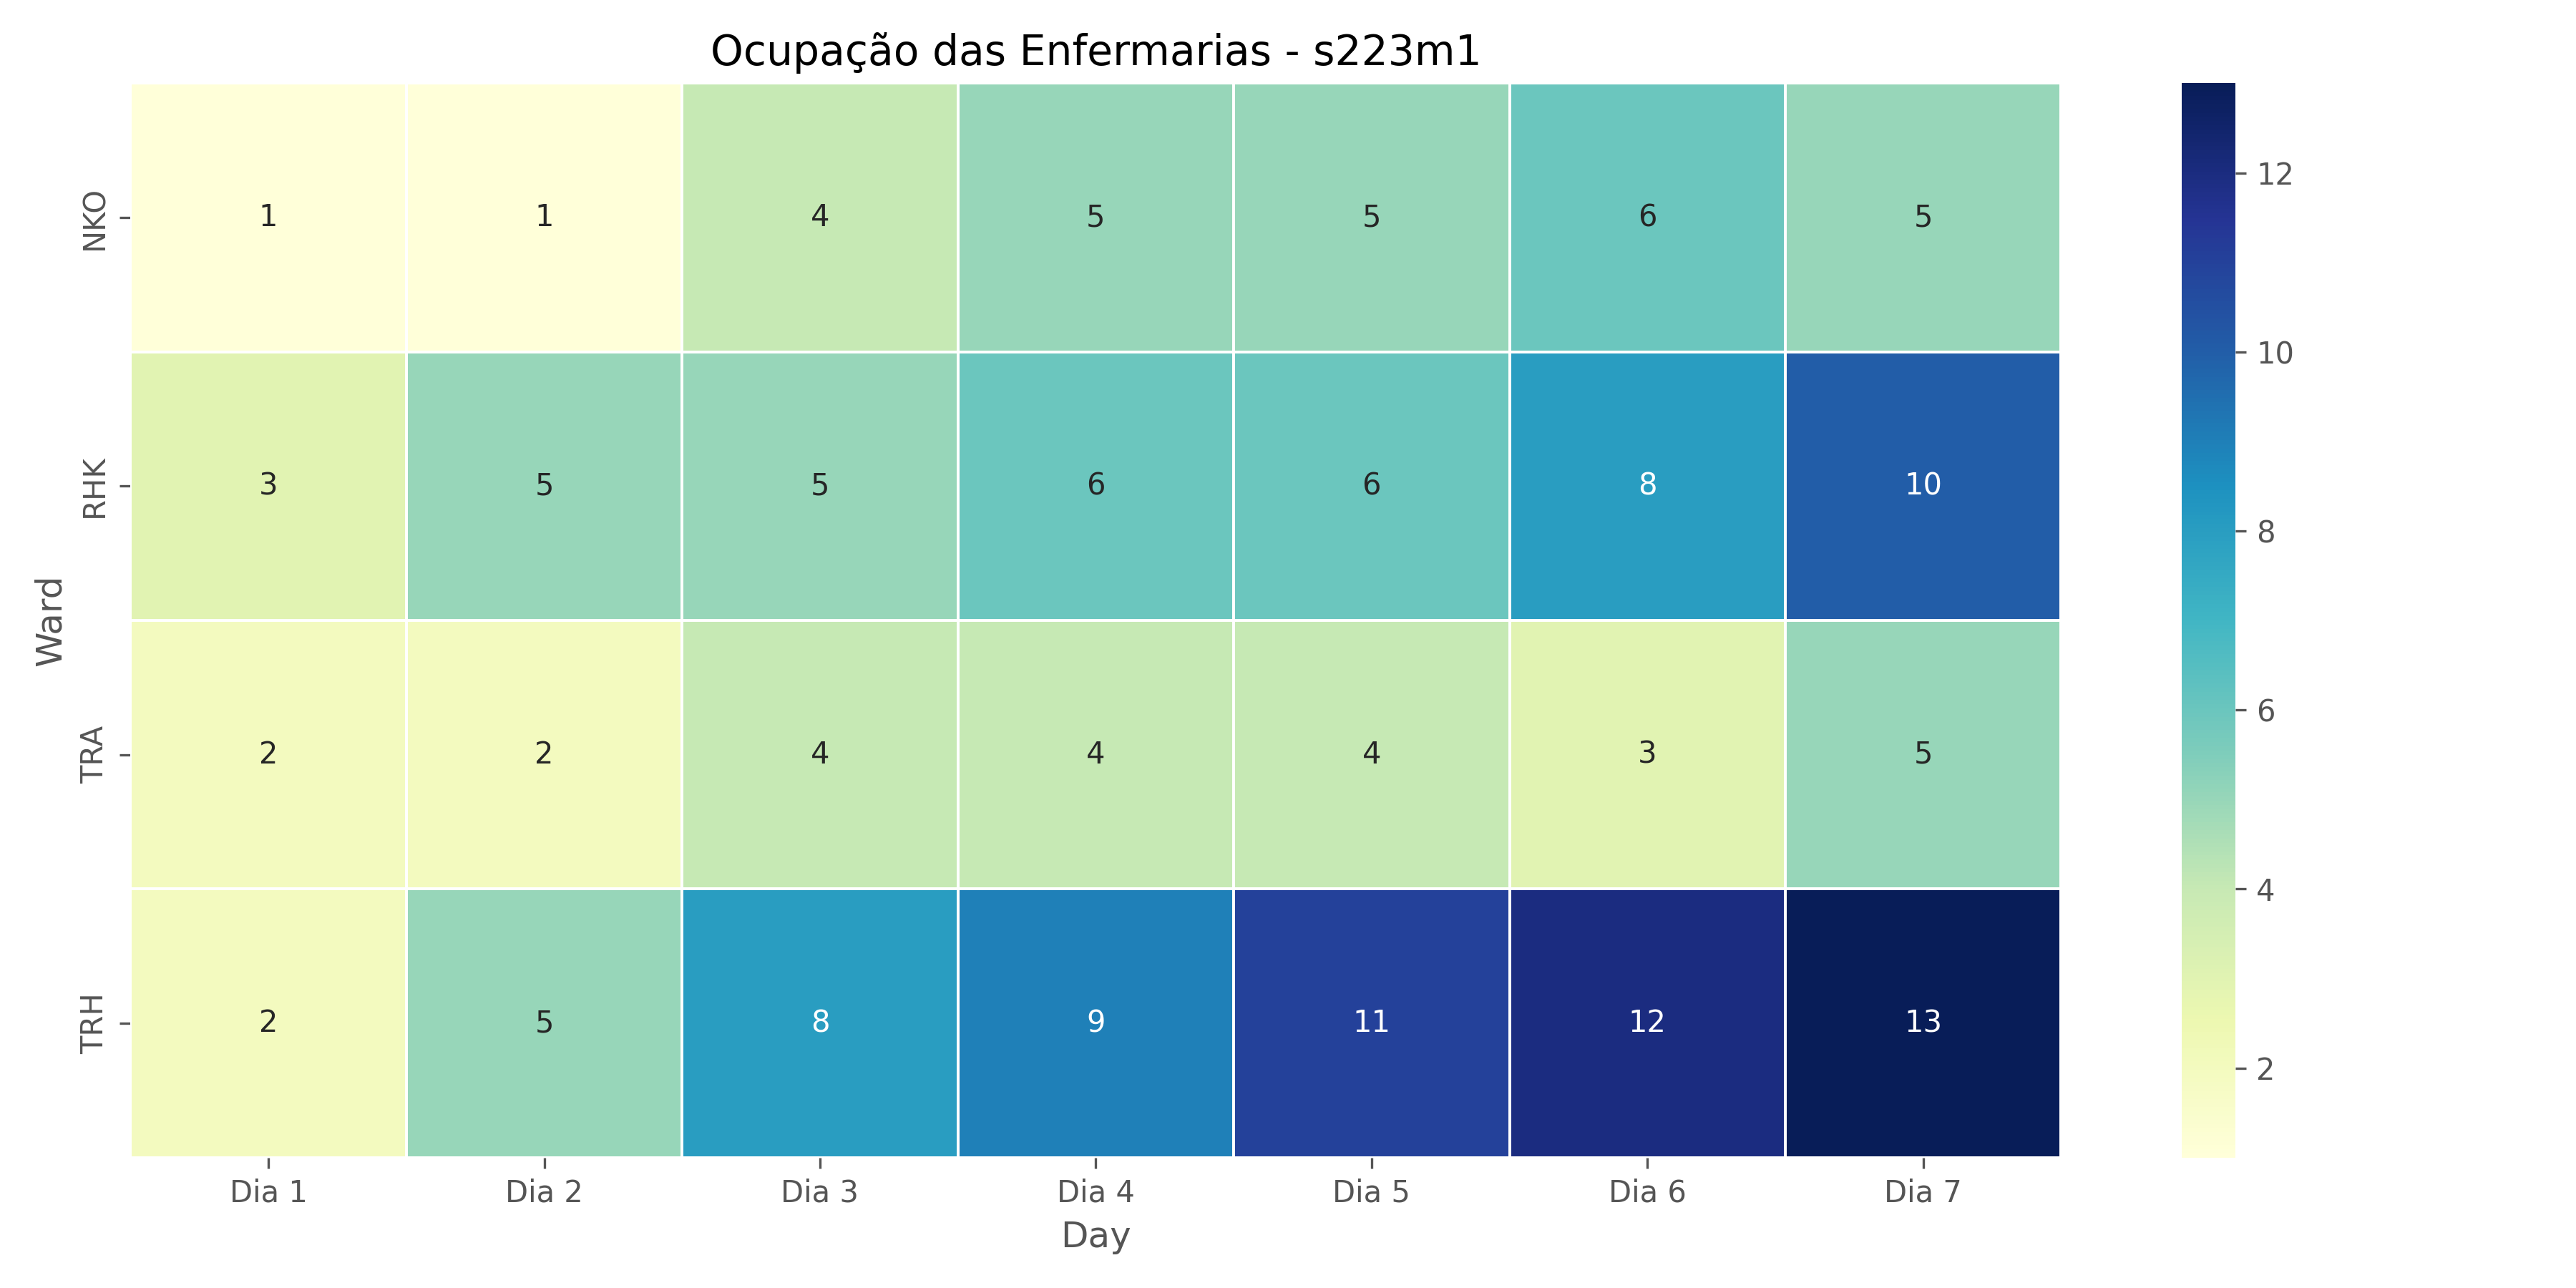 Ocupação das Enfermarias - s223m1
Ward
NKO 1 1 4 5 5 6 5
RHK 3 5 5 6 6 8 10
TRA 2 2 4 4 4 3 5
TRH 2 5 8 9 11 12 13
Dia 1 Dia 2 Dia 3 Dia 4 Dia 5 Dia 6 Dia 7
Day
12
10
8
6
4
2